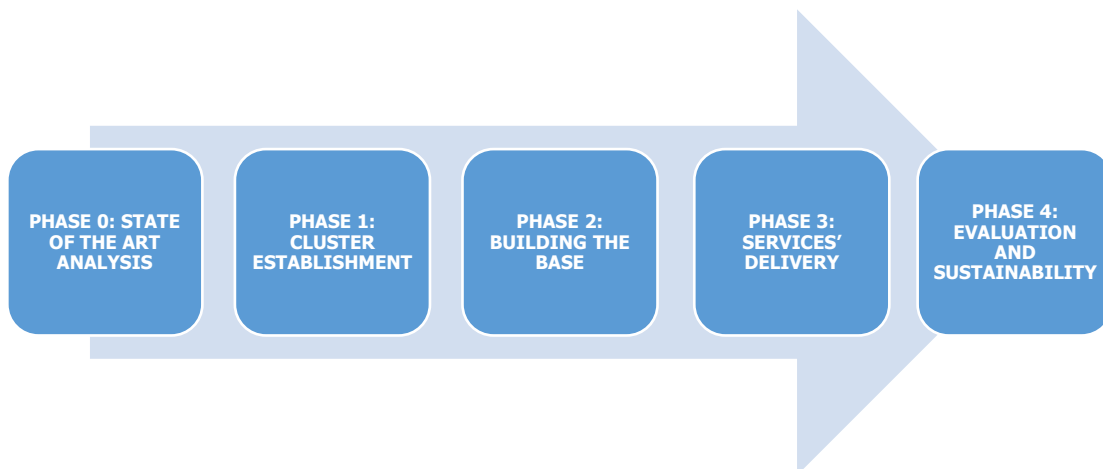 PHASE 0: STATE
OF THE ART
ANALYSIS
PHASE 1:
CLUSTER
ESTABLISHMENT
PHASE 2:
BUILDING THE
BASE
PHASE 3:
SERVICES’
DELIVERY
PHASE 4:
EVALUATION
AND
SUSTAINABILITY